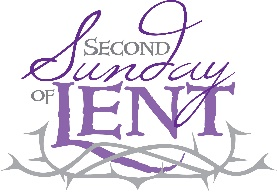 SECOND
Sunday
OF LENT